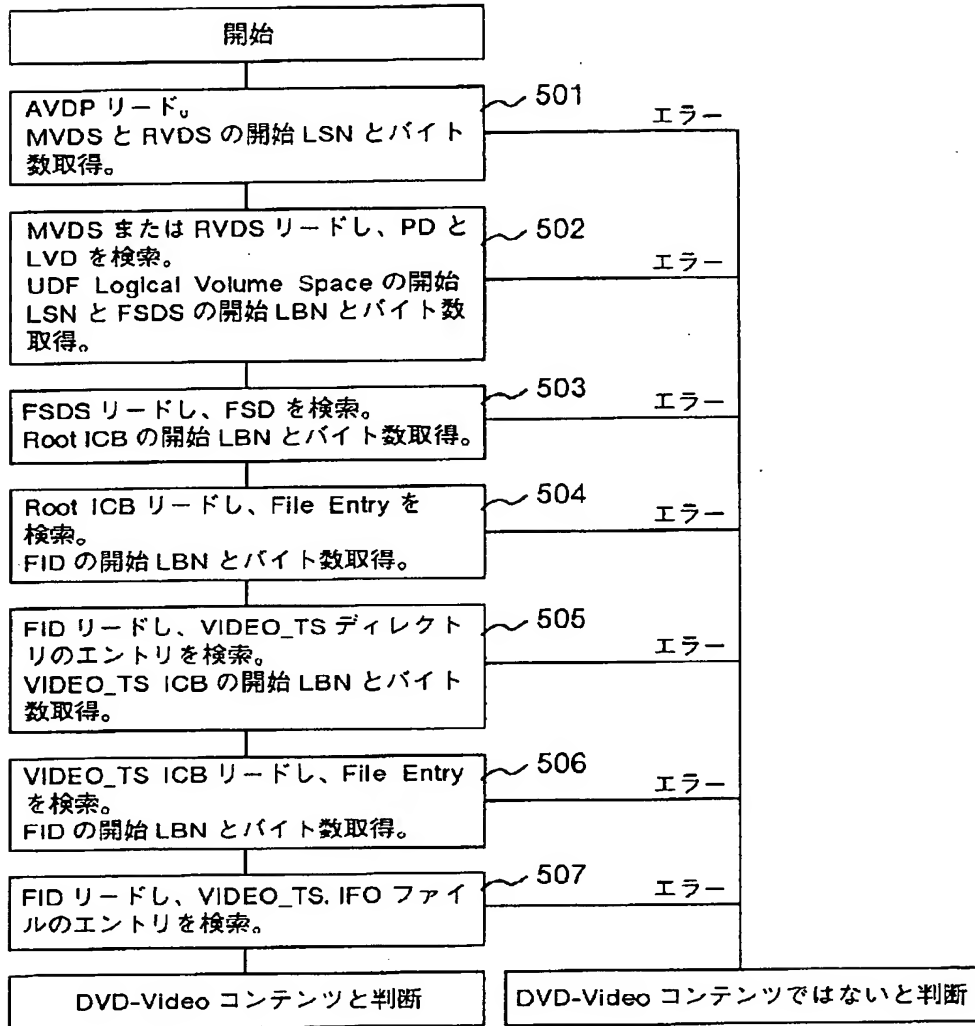 開始
AVDP リード。
MVDS と RVDS の開始 LSN とバイト
数取得。
501
エラー
MVDS または RVDS リードし、PD と
LVD を検索。
UDF Logical Volume Space の開始
LSN と FSDS の開始 LBN とバイト数
取得。
502
エラー
FSDS リードし、FSD を検索。
Root ICB の開始 LBN とバイト数取得。
503
エラー
Root ICB リードし、File Entry を
検索。
FID の開始 LBN とバイト数取得。
504
エラー
FID リードし、VIDEO_TS ディレクト
リのエントリを検索。
VIDEO_TS ICB の開始 LBN とバイト
数取得。
505
エラー
VIDEO_TS ICB リードし、File Entry
を検索。
FID の開始 LBN とバイト数取得。
506
エラー
FID リードし、VIDEO_TS. IFO ファイ
ルのエントリを検索。
507
エラー
DVD-Video コンテンツと判断
DVD-Video コンテンツではないと判断